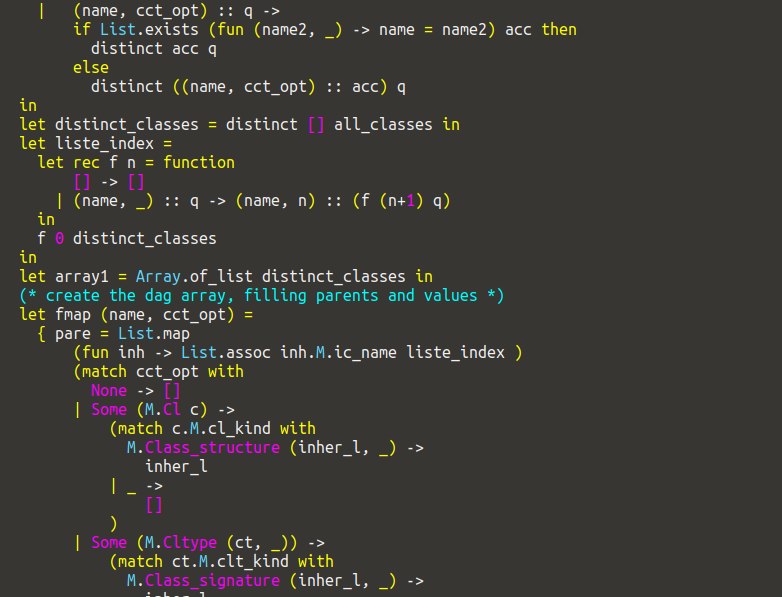 |   (name, cct_opt) :: q ->
if List.exists (fun (name2, _) -> name = name2) acc then
distinct acc q
else
distinct ((name, cct_opt) :: acc) q
in
let distinct_classes = distinct [] all_classes in
let liste_index =
let rec f n = function
[] -> []
| (name, _) :: q -> (name, n) :: (f (n+1) q)
in
f 0 distinct_classes
in
let array1 = Array.of_list distinct_classes in
(* create the dag array, filling parents and values *)
let fmap (name, cct_opt) =
{ pare = List.map
(fun inh -> List.assoc inh.M.ic_name liste_index )
(match cct_opt with
None -> []
| Some (M.Cl c) ->
(match c.M.cl_kind with
M.Class_structure (inher_l, _) ->
inher_l
| _ ->
[]
)
| Some (M.Cltype (ct, _)) ->
(match ct.M.clt_kind with
M.Class_signature (inher_l, _) ->